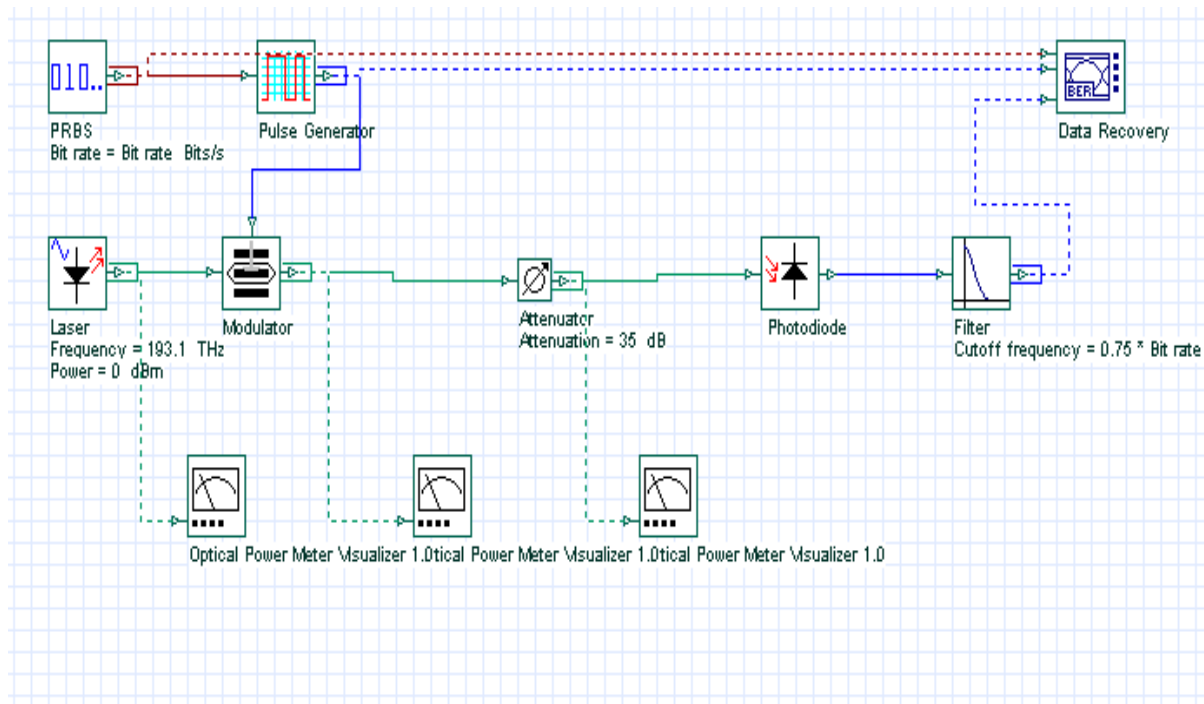 010..
BER
PRBS
Bit rate = Bit rate Bits/s
Pulse Generator
Data Recovery
Laser
Frequency = 193.1 THz
Power = 0 dBm
Modulator
Attenuator
Attenuation = 35 dB
Photodiode
Filter
Cutoff frequency = 0.75 * Bit rate
Optical Power Meter Visualizer 1.0tical Power Meter Visualizer 1.0tical Power Meter Visualizer 1.0